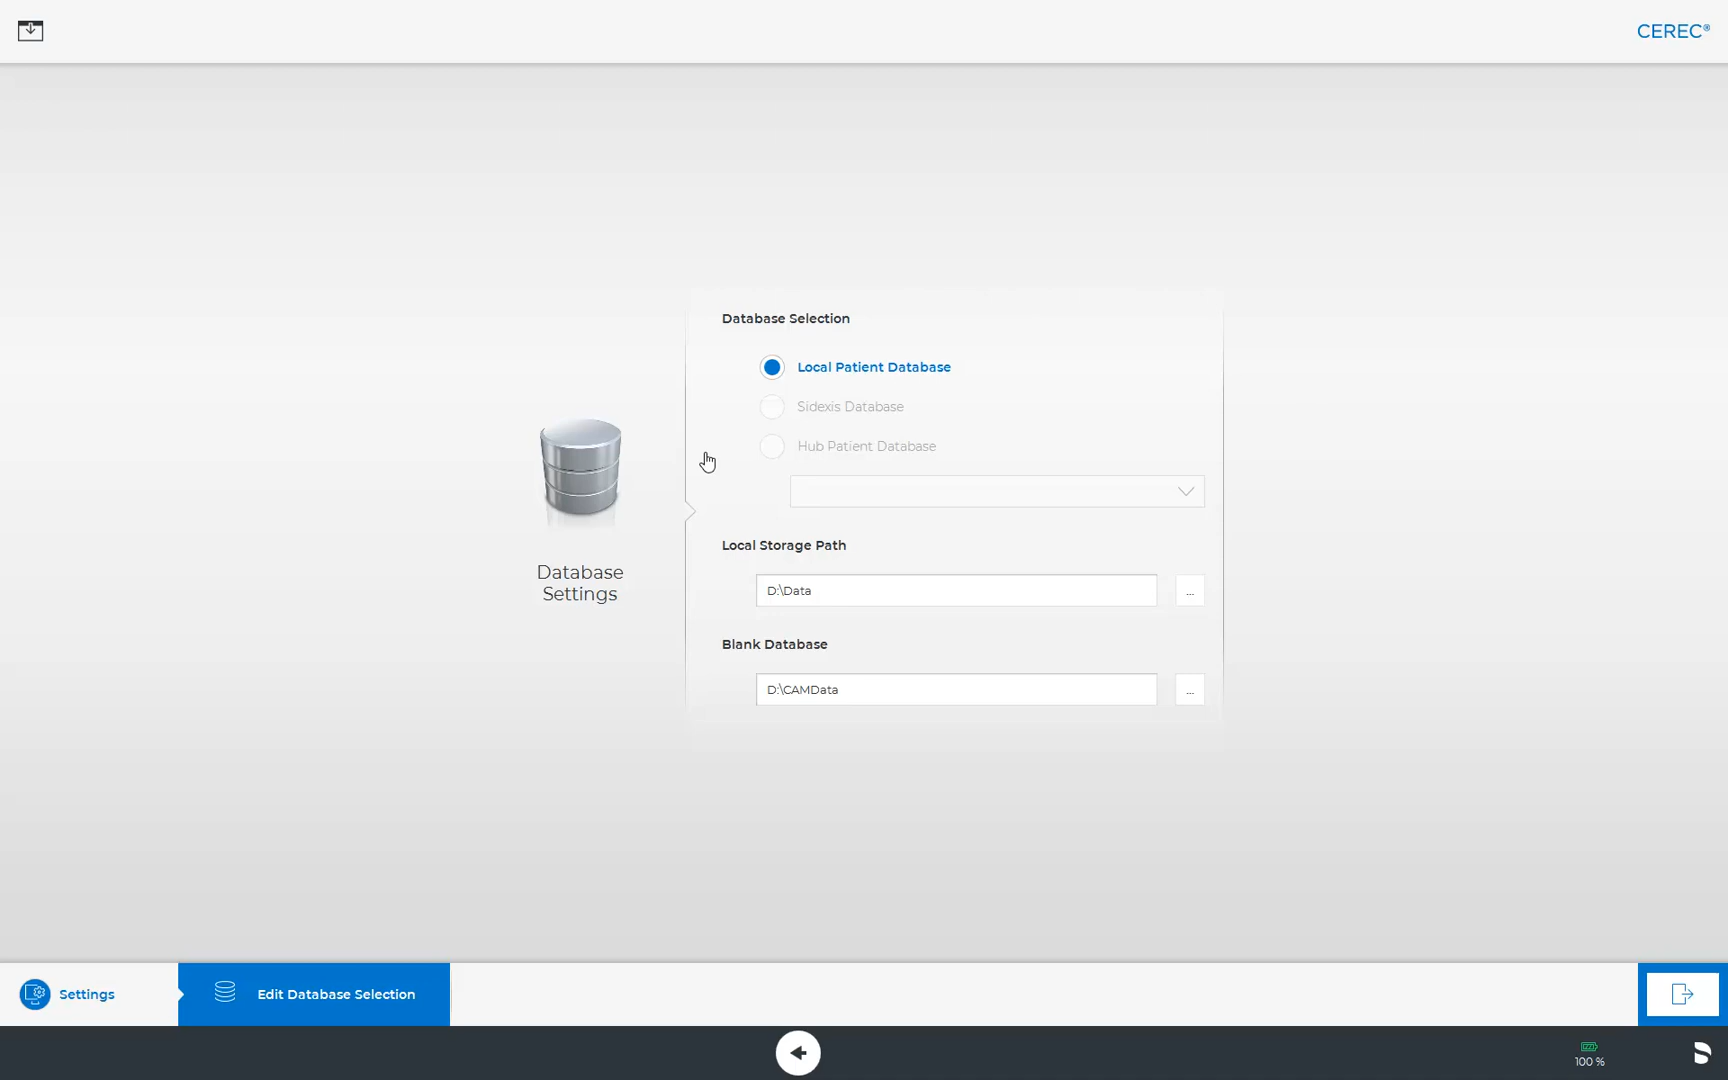 CEREC®
Database Selection
Local Patient Database
Sidexis Database
Hub Patient Database
Database
Settings
Local Storage Path
D:\Data
...
Blank Database
D:\CAMData
...
Settings
Edit Database Selection
100 %